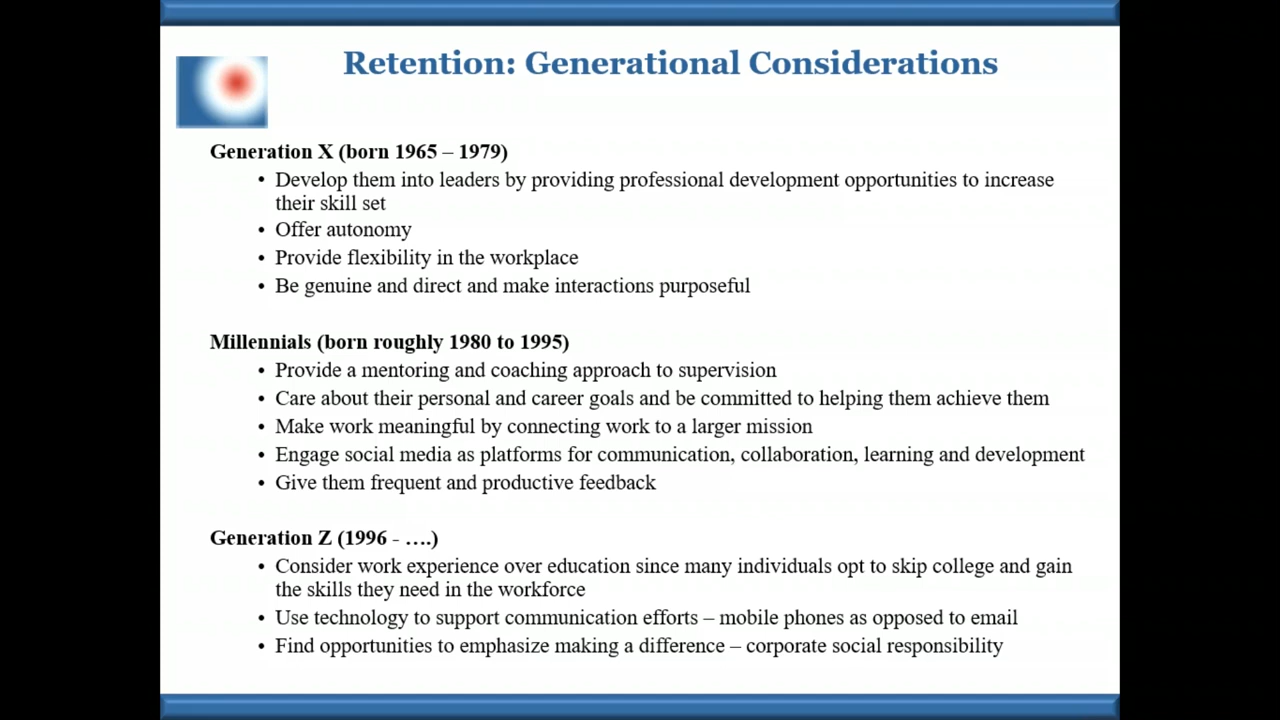 Retention: Generational Considerations
Generation X (born 1965 – 1979)
• Develop them into leaders by providing professional development opportunities to increase
their skill set
• Offer autonomy
• Provide flexibility in the workplace
• Be genuine and direct and make interactions purposeful
Millennials (born roughly 1980 to 1995)
• Provide a mentoring and coaching approach to supervision
• Care about their personal and career goals and be committed to helping them achieve them
• Make work meaningful by connecting work to a larger mission
• Engage social media as platforms for communication, collaboration, learning and development
• Give them frequent and productive feedback
Generation Z (1996 - ….)
• Consider work experience over education since many individuals opt to skip college and gain
the skills they need in the workforce
• Use technology to support communication efforts – mobile phones as opposed to email
• Find opportunities to emphasize making a difference – corporate social responsibility